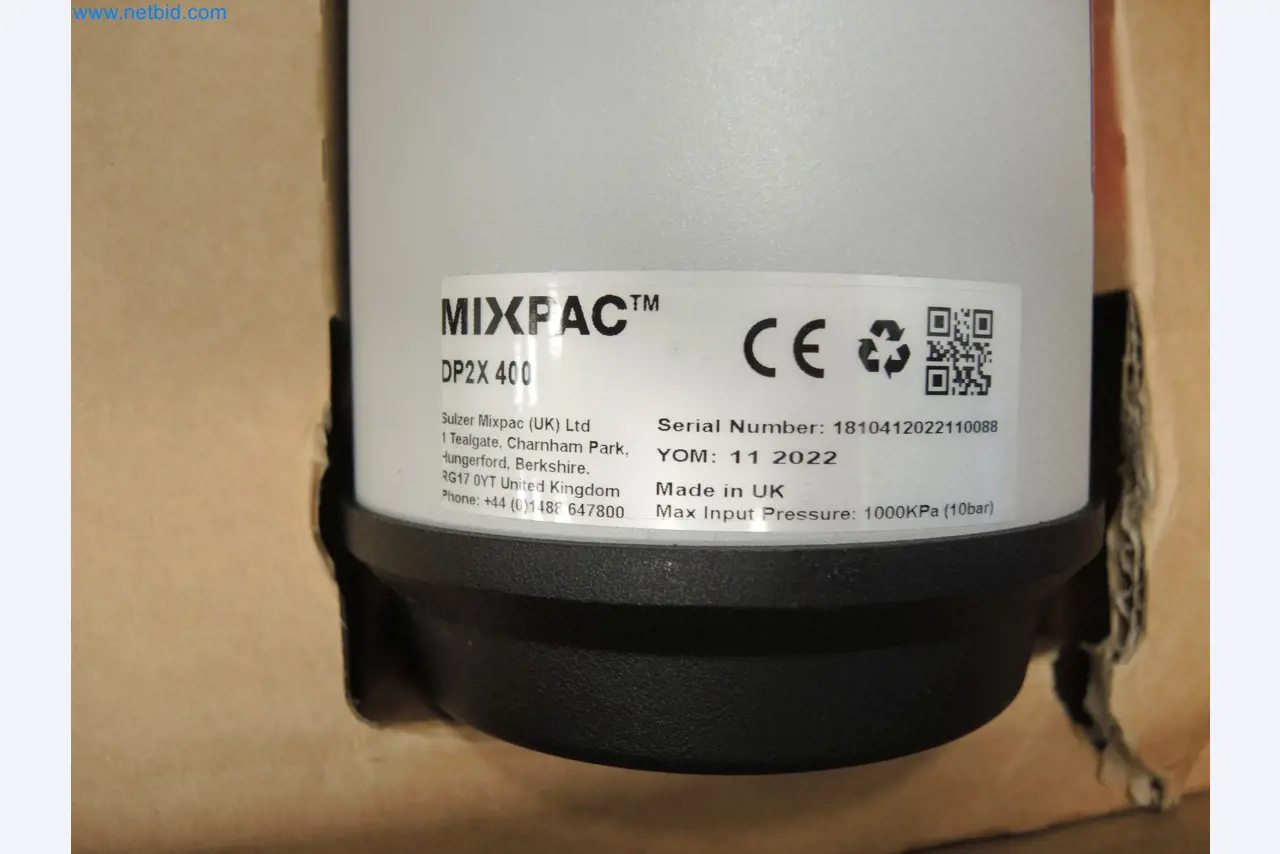 www.netbid.com
MIXPAC™
DP2X 400
Sulzer Mixpac (UK) Ltd
1 Tealgate, Charnham Park,
Hungerford, Berkshire.
RG17 0YT United Kingdom
Phone: +44 (0)1488 647800
Serial Number: 1810412022110088
YOM: 11 2022
Made in UK
Max Input Pressure: 1000KPa (10bar)